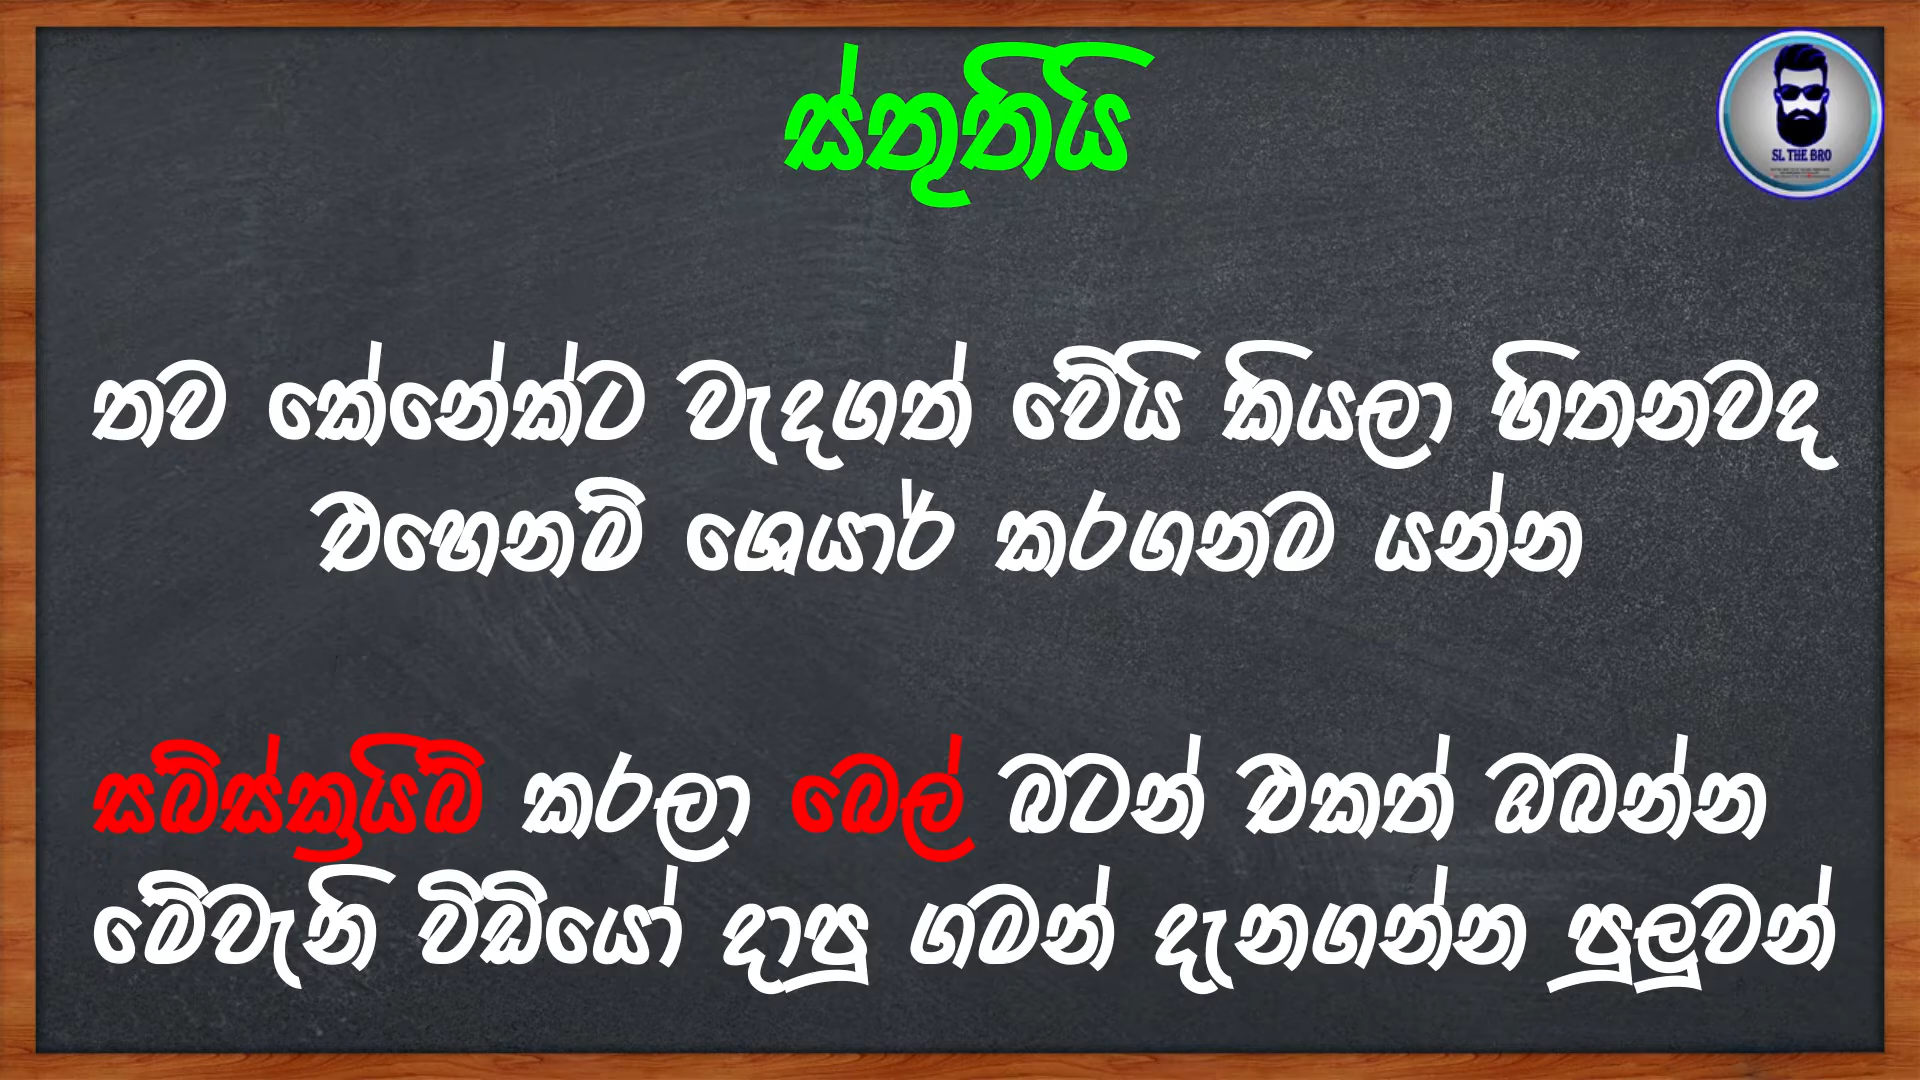 ස්තූතියි
SL THE BRO
තව කේනේක්ට වැදගත් වේයි කියලා හිතනවද
එහෙනම් ශෙයාර් කරගනම යන්න
සබ්ස්ක්‍රයිබ් කරලා බෙල් බටන් එකත් ඔබන්න
මේවැනි විඩියෝ දාපු ගමන් දැනගන්න පුලුවන්